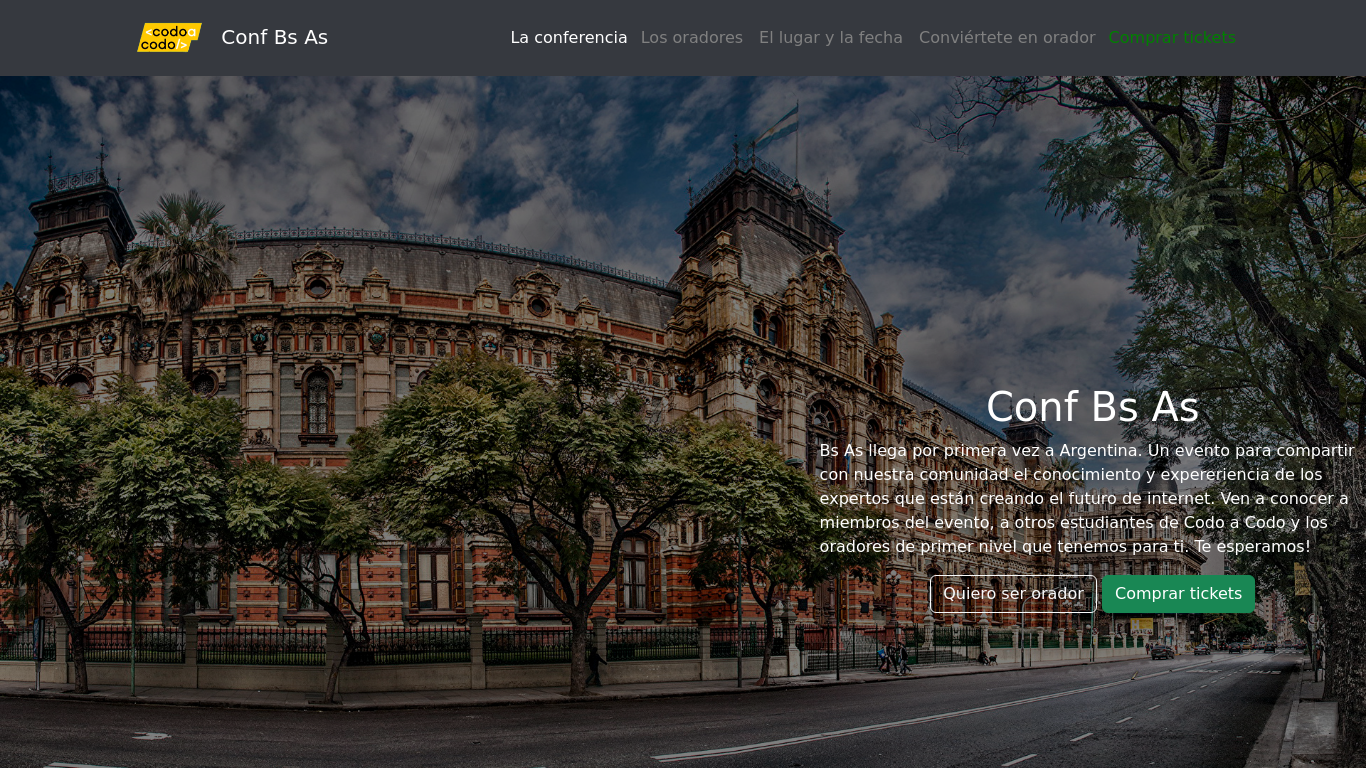 <codo a
codo/>
Conf Bs As
La conferencia
Los oradores
El lugar y la fecha
Conviértete en orador
Comprar tickets
Conf Bs As
Bs As llega por primera vez a Argentina. Un evento para compartir
con nuestra comunidad el conocimiento y expereriencia de los
expertos que están creando el futuro de internet. Ven a conocer a
miembros del evento, a otros estudiantes de Codo a Codo y los
oradores de primer nivel que tenemos para ti. Te esperamos!
Quiero ser orador
Comprar tickets